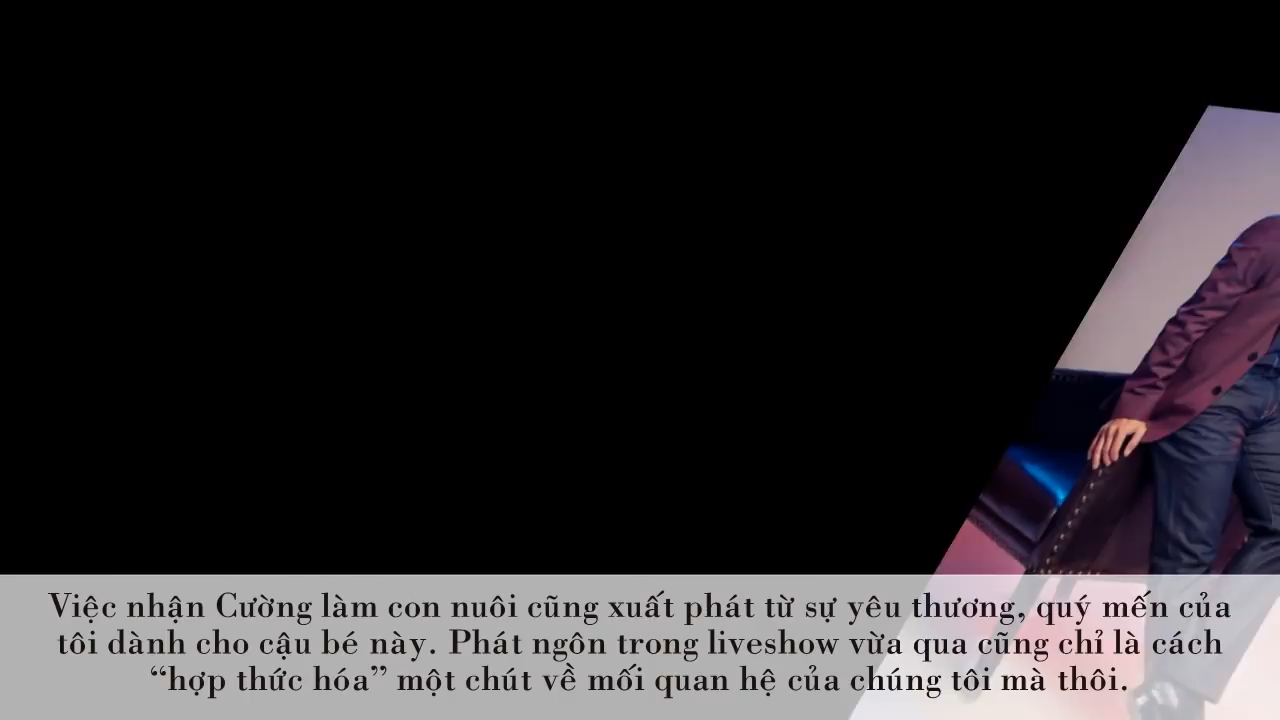 Việc nhận Cường làm con nuôi cũng xuất phát từ sự yêu thương, quý mến của
tôi dành cho cậu bé này. Phát ngôn trong liveshow vừa qua cũng chỉ là cách
“hợp thức hóa” một chút về mối quan hệ của chúng tôi mà thôi.